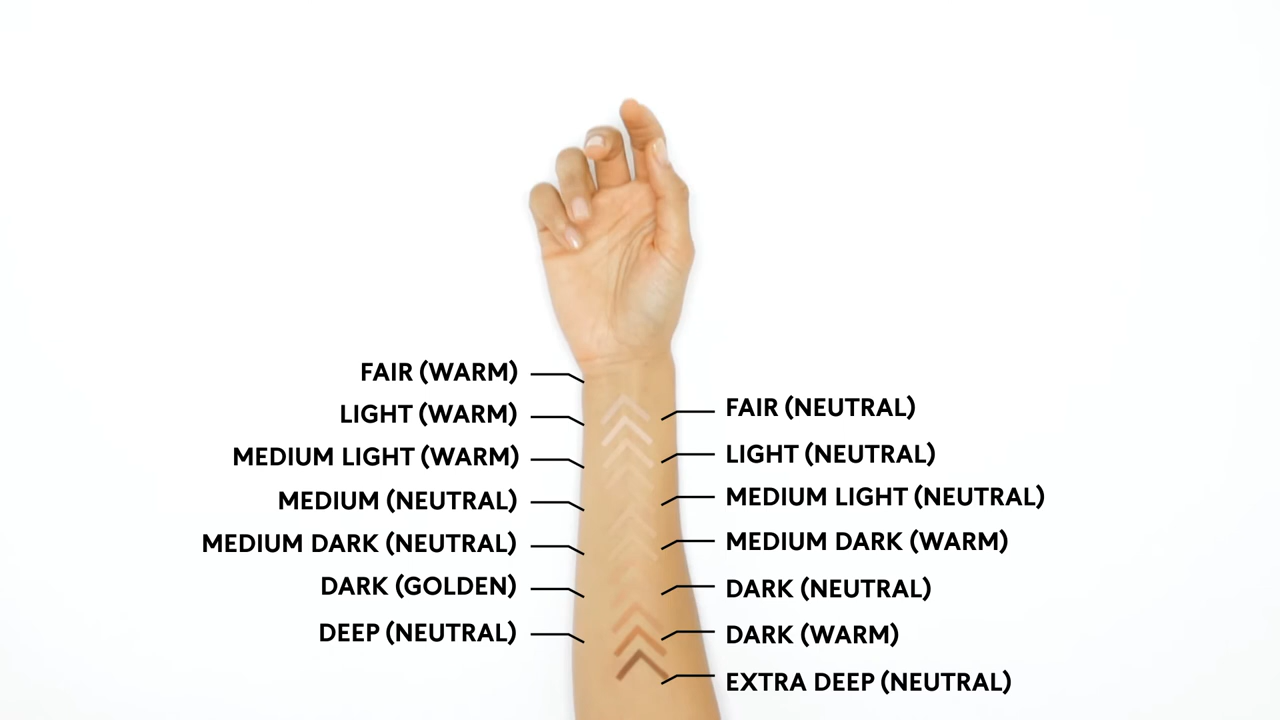 FAIR (WARM)
LIGHT (WARM)
MEDIUM LIGHT (WARM)
MEDIUM (NEUTRAL)
MEDIUM DARK (NEUTRAL)
DARK (GOLDEN)
DEEP (NEUTRAL)
FAIR (NEUTRAL)
LIGHT (NEUTRAL)
MEDIUM LIGHT (NEUTRAL)
MEDIUM DARK (WARM)
DARK (NEUTRAL)
DARK (WARM)
EXTRA DEEP (NEUTRAL)